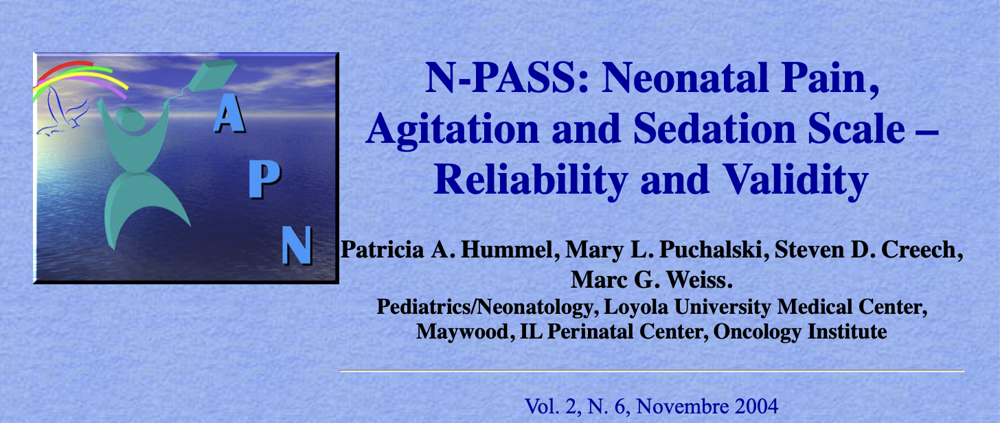 A
P
N
N-PASS: Neonatal Pain,
Agitation and Sedation Scale –
Reliability and Validity
Patricia A. Hummel, Mary L. Puchalski, Steven D. Creech,
Marc G. Weiss.
Pediatrics/Neonatology, Loyola University Medical Center,
Maywood, IL Perinatal Center, Oncology Institute
Vol. 2, N. 6, Novembre 2004